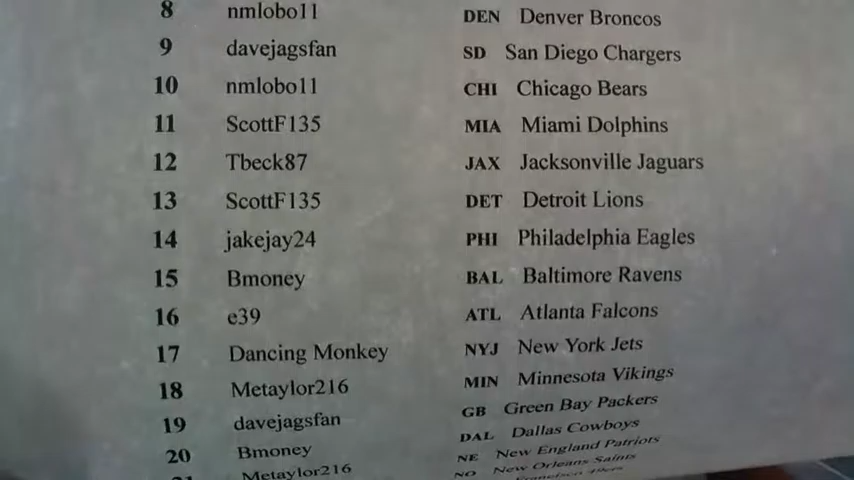 8 nmlobo11 DEN Denver Broncos
9 davejagsfan SD San Diego Chargers
10 nmlobo11 CHI Chicago Bears
11 ScottF135 MIA Miami Dolphins
12 Tbeck87 JAX Jacksonville Jaguars
13 ScottF135 DET Detroit Lions
14 jakejay24 PHI Philadelphia Eagles
15 Bmoney BAL Baltimore Ravens
16 e39 ATL Atlanta Falcons
17 Dancing Monkey NYJ New York Jets
18 Metaylor216 MIN Minnesota Vikings
19 davejagsfan GB Green Bay Packers
20 Bmoney DAL Dallas Cowboys
Metaylor216 NE New England Patriots
NO New Orleans Saints